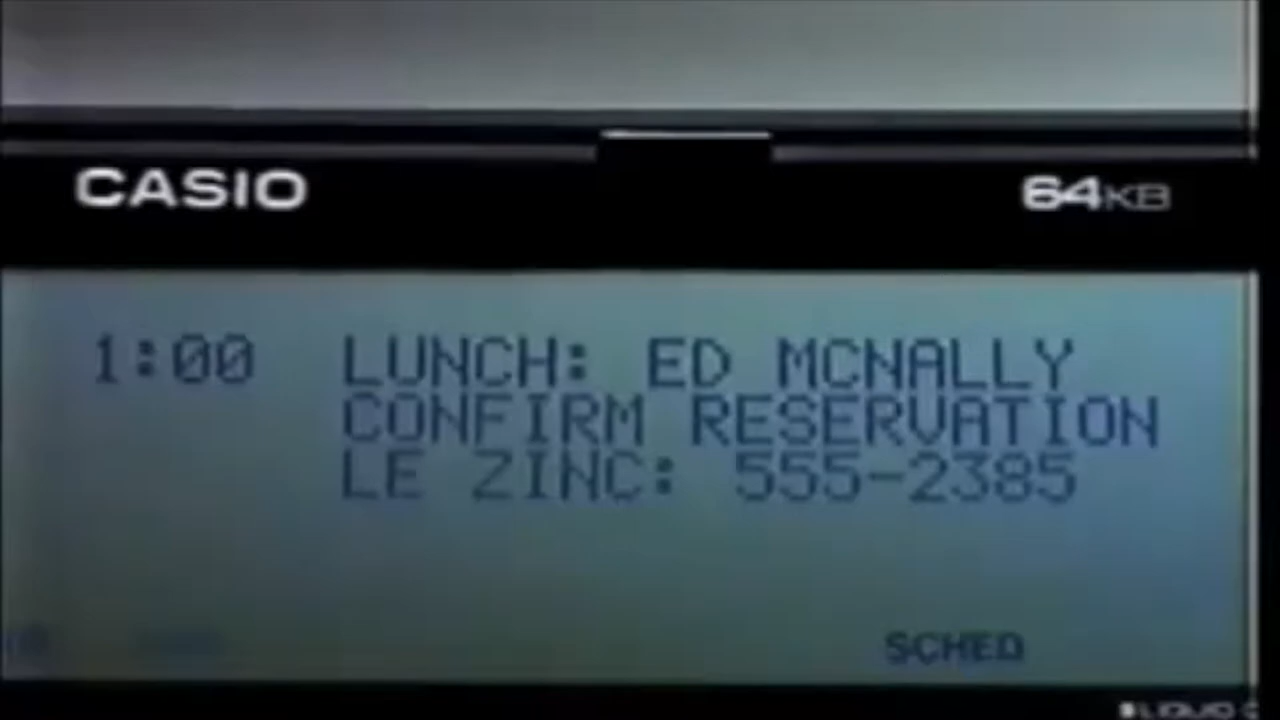 CASIO 64KB
1:00 LUNCH: ED MCNALLY
CONFIRM RESERVATION
LE ZINC: 555-2385
SCHED